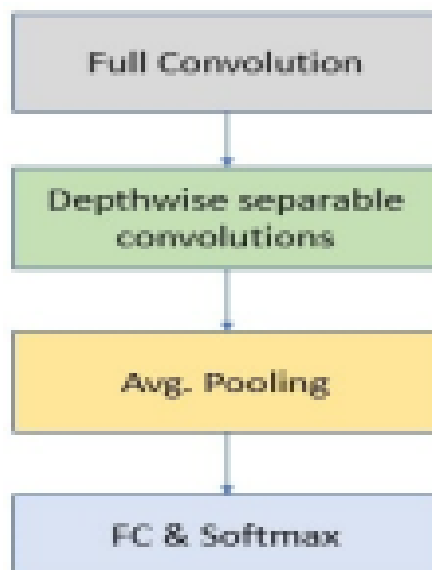 Full Convolution
Depthwise separable
convolutions
Avg. Pooling
FC & Softmax